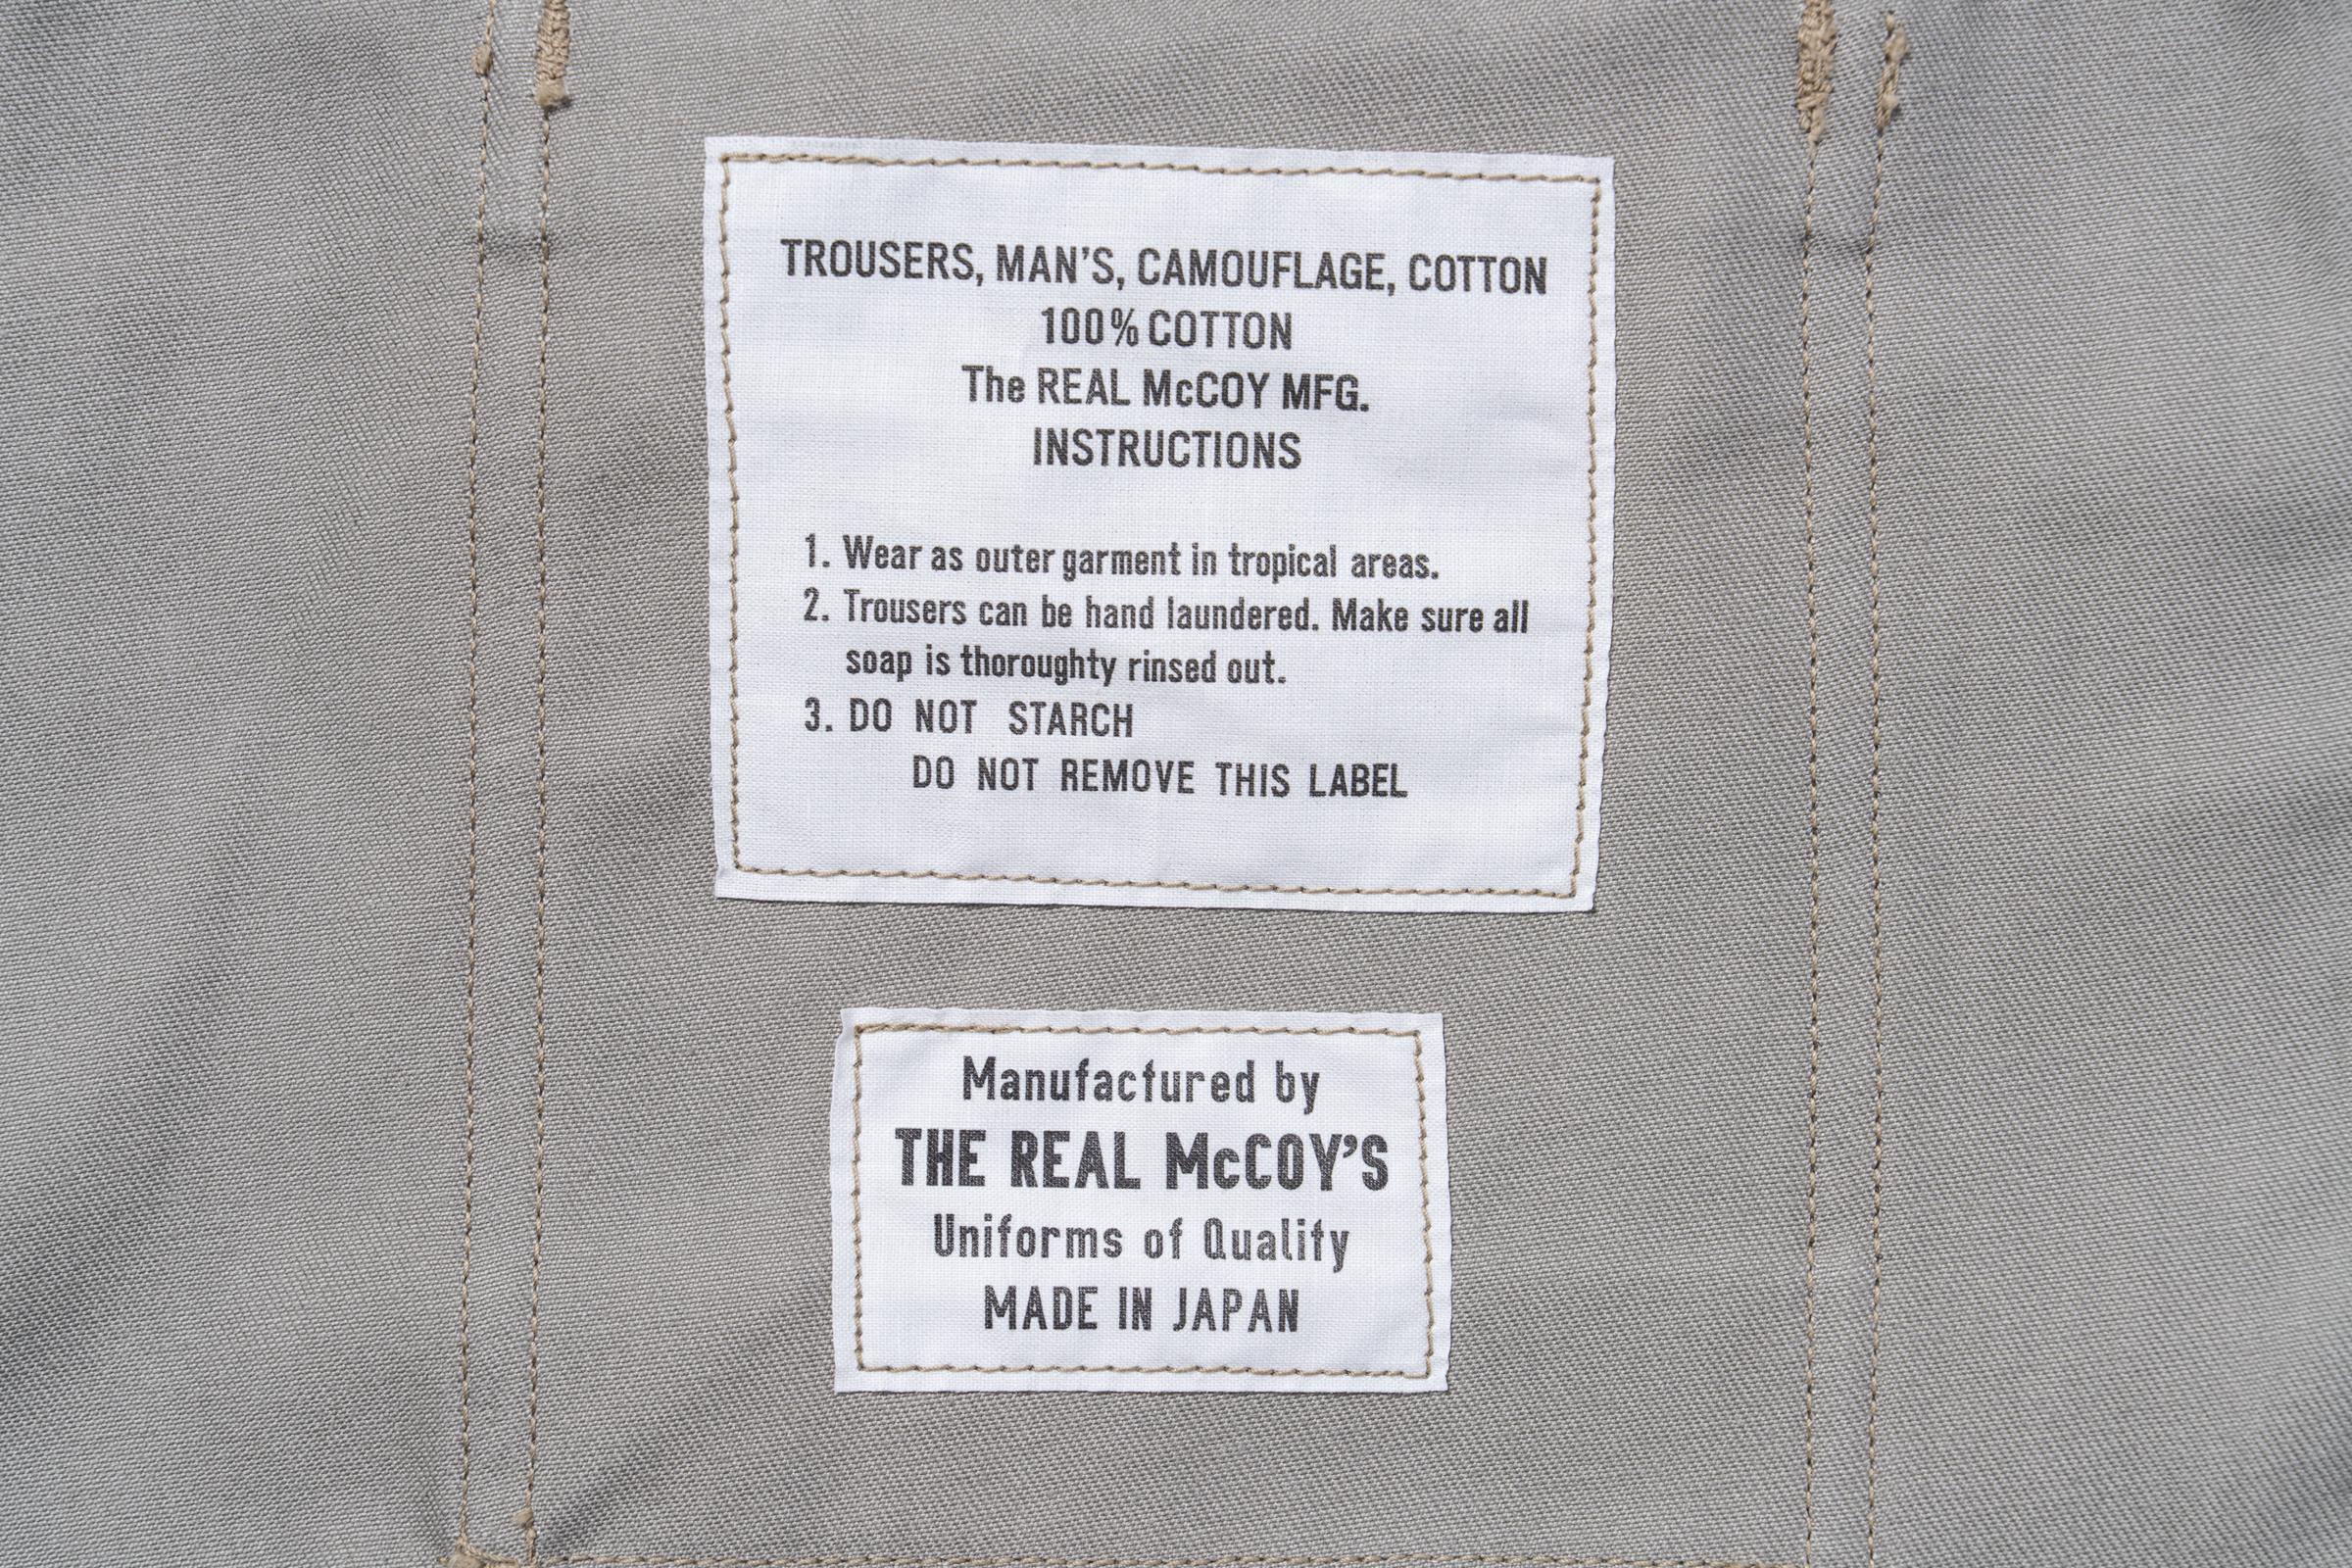 TROUSERS, MAN'S, CAMOUFLAGE, COTTON
100% COTTON
The REAL McCOY MFG.
INSTRUCTIONS
1. Wear as outer garment in tropical areas.
2. Trousers can be hand laundered. Make sure all
soap is thoroughty rinsed out.
3. DO NOT STARCH
DO NOT REMOVE THIS LABEL
Manufactured by
THE REAL McCOY'S
Uniforms of Quality
MADE IN JAPAN